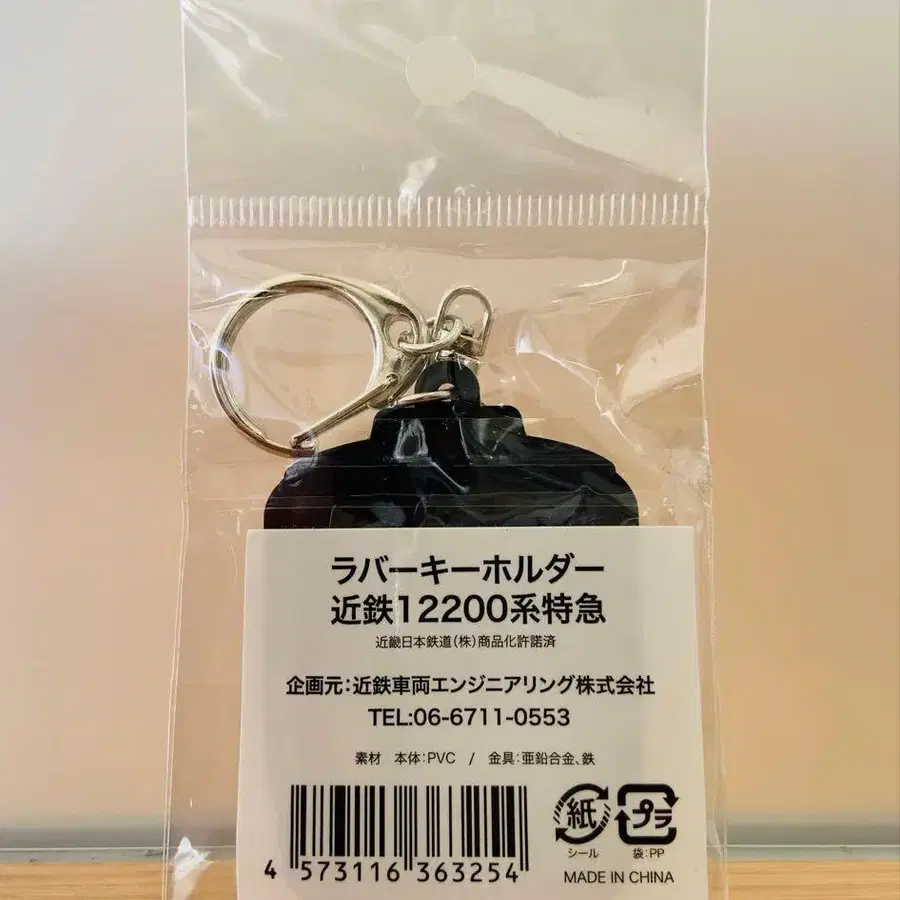 ラバーキーホルダー
近鉄12200系特急
近畿日本鉄道(株)商品化許諾済
企画元:近鉄車両エンジニアリング株式会社
TEL:06-6711-0553
素材 本体:PVC / 金具:亜鉛合金、鉄
4 573116 363254
紙 プラ
シール 袋:PP
MADE IN CHINA